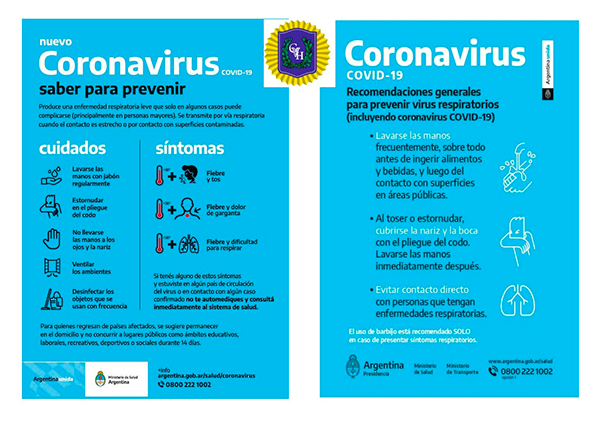 nuevo
Coronavirus COVID-19
saber para prevenir
Produce una enfermedad respiratoria leve que solo en algunos casos puede
complicarse (principalmente en personas mayores). Se transmite por vía respiratoria
cuando el contacto es estrecho o por contacto con superficies contaminadas.
cuidados
Lavarse las
manos con jabón
regularmente
Estornudar
en el pliegue
del codo
No llevarse
las manos a los
ojos y la nariz
Ventilar
los ambientes
Desinfectar los
objetos que se
usan con frecuencia
síntomas
Fiebre
y tos
Fiebre y dolor
de garganta
Fiebre y dificultad
para respirar
Si tenés alguno de estos síntomas
y estuviste en algún país de circulación
del virus o en contacto con algún caso
confirmado no te automediques y consultá
inmediatamente al sistema de salud.
Para quienes regresan de países afectados, se sugiere permanecer
en el domicilio y no concurrir a lugares públicos como ámbitos educativos,
laborales, recreativos, deportivos o sociales durante 14 días.
Argentina unida
Ministerio de Salud
Argentina
+info
argentina.gob.ar/salud/coronavirus
0800 222 1002
Coronavirus
COVID-19
Argentina unida
Recomendaciones generales
para prevenir virus respiratorios
(incluyendo coronavirus COVID-19)
• Lavarse las manos
frecuentemente, sobre todo
antes de ingerir alimentos
y bebidas, y luego del
contacto con superficies
en áreas públicas.
• Al toser o estornudar,
cubrirse la nariz y la boca
con el pliegue del codo.
Lavarse las manos
inmediatamente después.
• Evitar contacto directo
con personas que tengan
enfermedades respiratorias.
El uso de barbijo está recomendado SOLO
en caso de presentar síntomas respiratorios.
Argentina
Presidencia
Ministerio
de Salud
Ministerio
de Transporte
www.argentina.gob.ar/salud
0800 222 1002